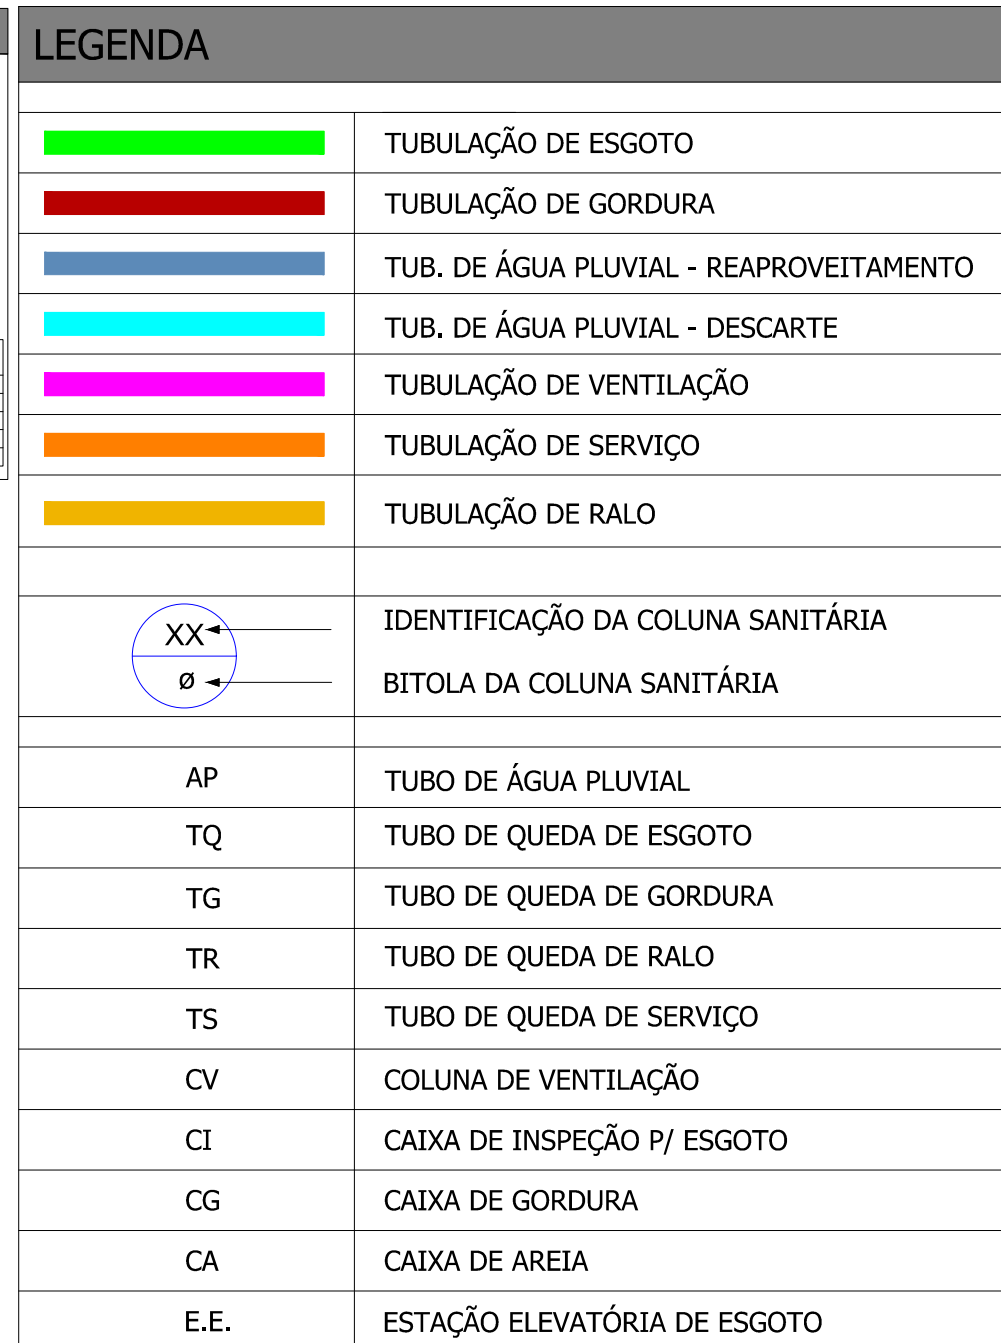 LEGENDA
TUBULAÇÃO DE ESGOTO
TUBULAÇÃO DE GORDURA
TUB. DE ÁGUA PLUVIAL - REAPROVEITAMENTO
TUB. DE ÁGUA PLUVIAL - DESCARTE
TUBULAÇÃO DE VENTILAÇÃO
TUBULAÇÃO DE SERVIÇO
TUBULAÇÃO DE RALO
XX IDENTIFICAÇÃO DA COLUNA SANITÁRIA
ø BITOLA DA COLUNA SANITÁRIA
AP TUBO DE ÁGUA PLUVIAL
TQ TUBO DE QUEDA DE ESGOTO
TG TUBO DE QUEDA DE GORDURA
TR TUBO DE QUEDA DE RALO
TS TUBO DE QUEDA DE SERVIÇO
CV COLUNA DE VENTILAÇÃO
CI CAIXA DE INSPEÇÃO P/ ESGOTO
CG CAIXA DE GORDURA
CA CAIXA DE AREIA
E.E. ESTAÇÃO ELEVATÓRIA DE ESGOTO